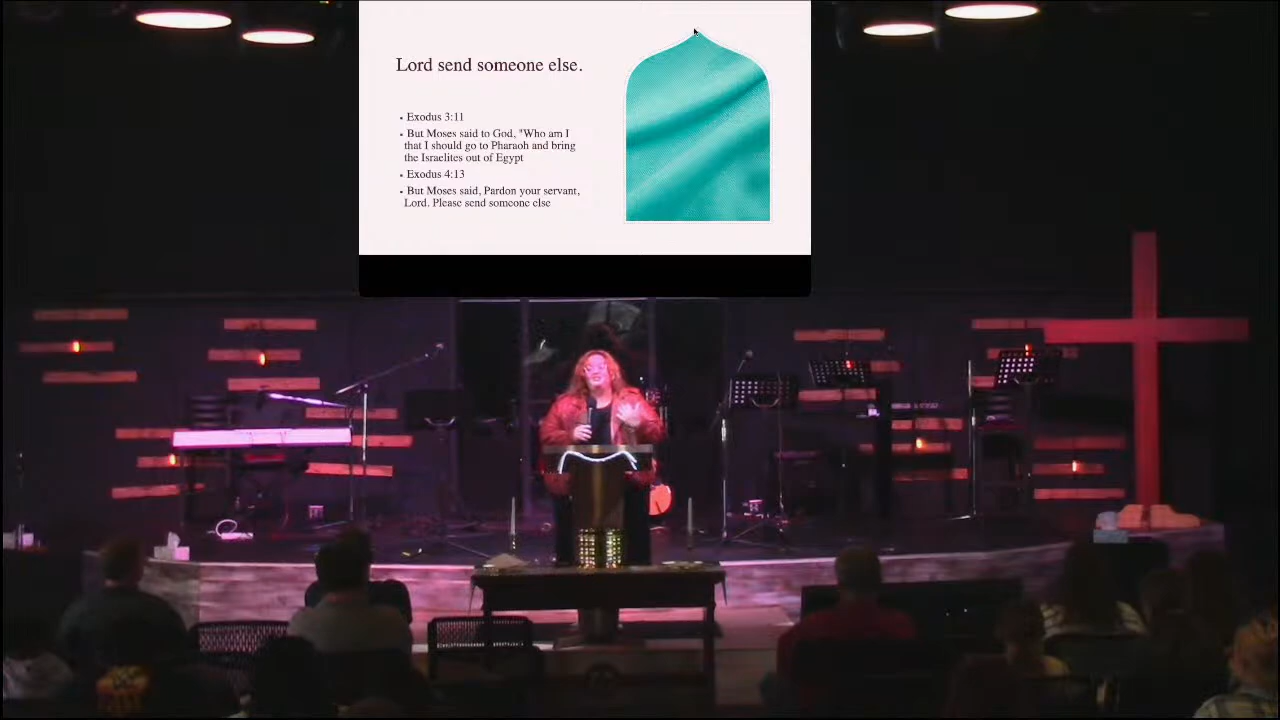 Lord send someone else.
• Exodus 3:11
• But Moses said to God, "Who am I
that I should go to Pharaoh and bring
the Israelites out of Egypt
• Exodus 4:13
• But Moses said, Pardon your servant,
Lord. Please send someone else